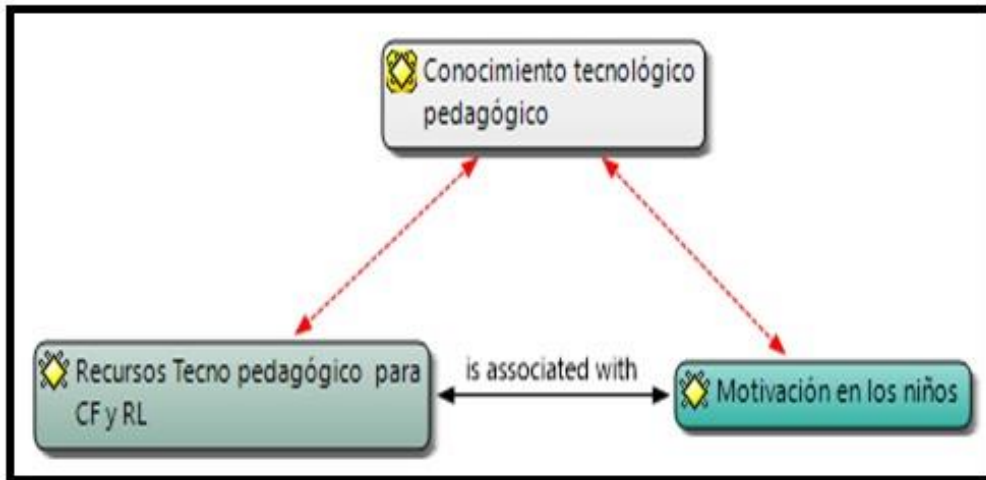 Conocimiento tecnológico
pedagógico
Recursos Tecno pedagógico para
CF y RL
is associated with
Motivación en los niños